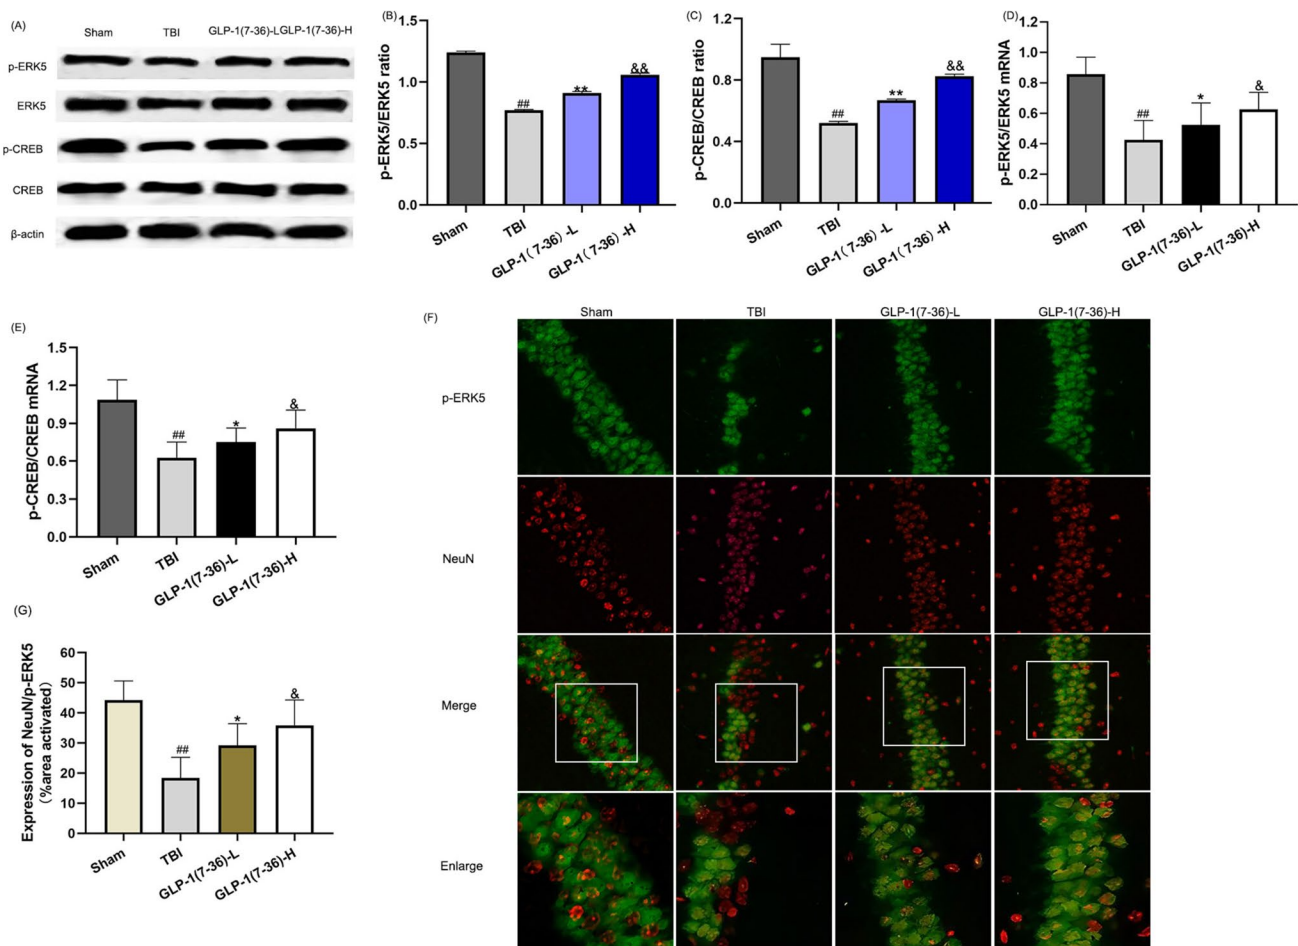 (A)
Sham TBI GLP-1(7-36)-L GLP-1(7-36)-H
p-ERK5
ERK5
p-CREB
CREB
β-actin
(B)
p-ERK5/ERK5 ratio
1.5
1.0
0.5
0.0
## ** &&
Sham TBI GLP-1(7-36)-L GLP-1(7-36)-H
(C)
p-CREB/CREB ratio
1.2
0.8
0.4
0.0
## ** &&
Sham TBI GLP-1(7-36)-L GLP-1(7-36)-H
(D)
p-ERK5/ERK5 mRNA
1.2
1.0
0.8
0.6
0.4
0.2
0.0
## * &
Sham TBI GLP-1(7-36)-L GLP-1(7-36)-H
(E)
p-CREB/CREB mRNA
1.5
1.2
0.9
0.6
0.3
0.0
## * &
Sham TBI GLP-1(7-36)-L GLP-1(7-36)-H
(F)
Sham TBI GLP-1(7-36)-L GLP-1(7-36)-H
p-ERK5
NeuN
Merge
Enlarge
(G)
Expression of NeuN/p-ERK5
(%area activated)
60
50
40
30
20
10
0
## * &
Sham TBI GLP-1(7-36)-L GLP-1(7-36)-H